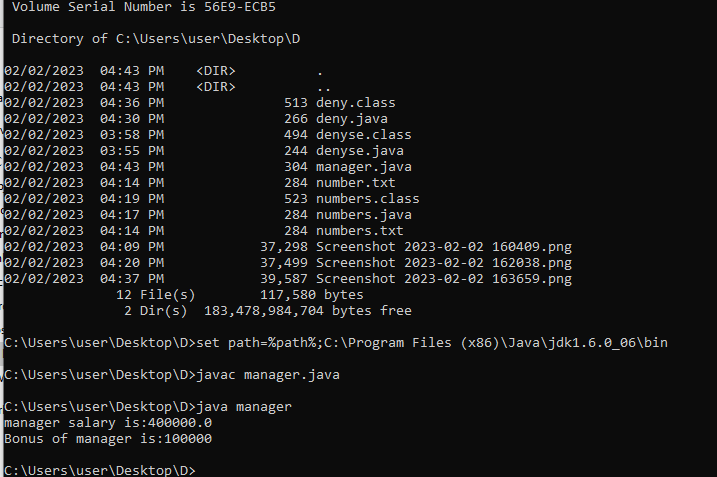 Volume Serial Number is 56E9-ECB5
Directory of C:\Users\user\Desktop\D
02/02/2023  04:43 PM    <DIR>          .
02/02/2023  04:43 PM    <DIR>          ..
02/02/2023  04:36 PM               513 deny.class
02/02/2023  04:30 PM               266 deny.java
02/02/2023  03:58 PM               494 denyse.class
02/02/2023  03:55 PM               244 denyse.java
02/02/2023  04:43 PM               304 manager.java
02/02/2023  04:14 PM               284 number.txt
02/02/2023  04:19 PM               523 numbers.class
02/02/2023  04:17 PM               284 numbers.java
02/02/2023  04:14 PM               284 numbers.txt
02/02/2023  04:09 PM            37,298 Screenshot 2023-02-02 160409.png
02/02/2023  04:20 PM            37,499 Screenshot 2023-02-02 162038.png
02/02/2023  04:37 PM            39,587 Screenshot 2023-02-02 163659.png
12 File(s)        117,580 bytes
2 Dir(s)  183,478,984,704 bytes free
C:\Users\user\Desktop\D>set path=%path%;C:\Program Files (x86)\Java\jdk1.6.0_06\bin
C:\Users\user\Desktop\D>javac manager.java
C:\Users\user\Desktop\D>java manager
manager salary is:400000.0
Bonus of manager is:100000
C:\Users\user\Desktop\D>